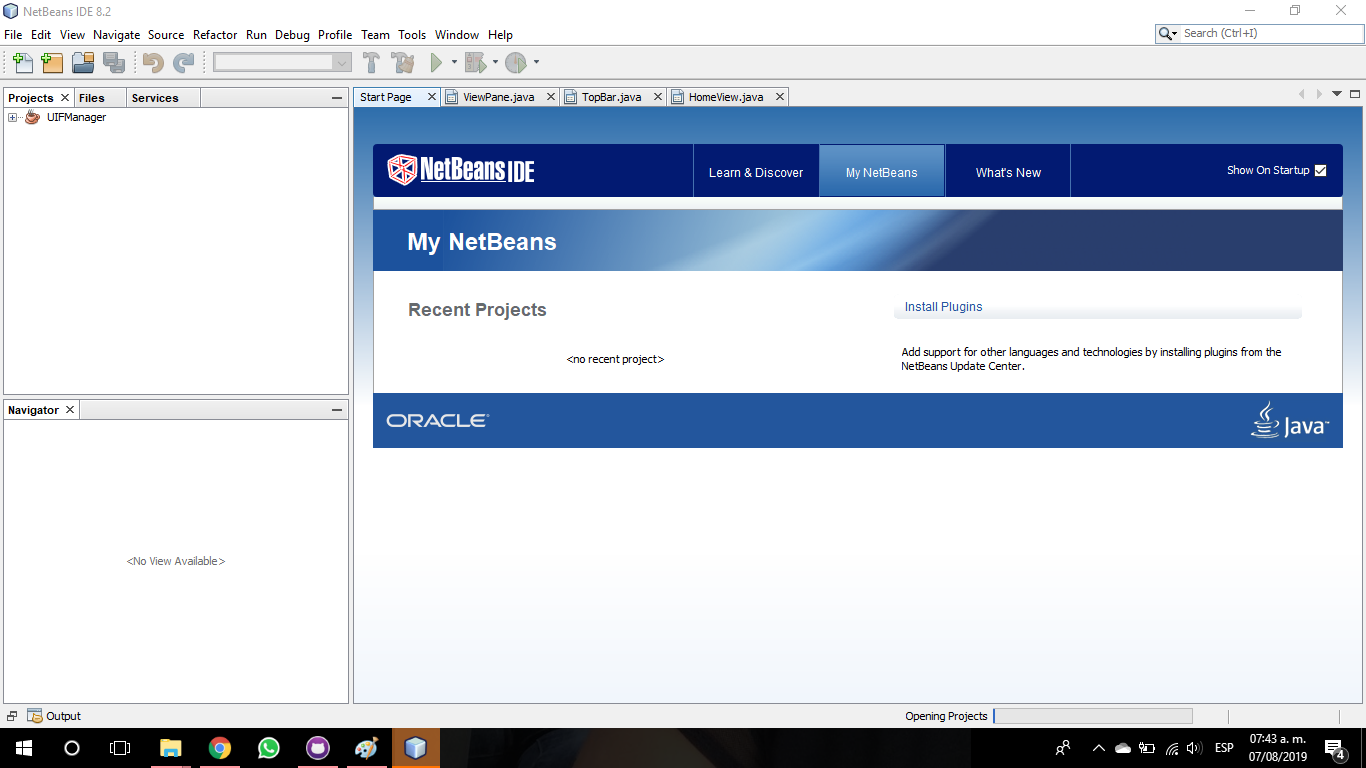 NetBeans IDE 8.2
File Edit View Navigate Source Refactor Run Debug Profile Team Tools Window Help
Search (Ctrl+I)
Projects Files Services
Start Page ViewPane.java TopBar.java HomeView.java
UIFManager
NetBeans IDE
Learn & Discover My NetBeans What's New Show On Startup
My NetBeans
Recent Projects
<no recent project>
Install Plugins
Add support for other languages and technologies by installing plugins from the
NetBeans Update Center.
ORACLE
Java™
Navigator
<No View Available>
Output
Opening Projects
ESP
07:43 a. m.
07/08/2019
4